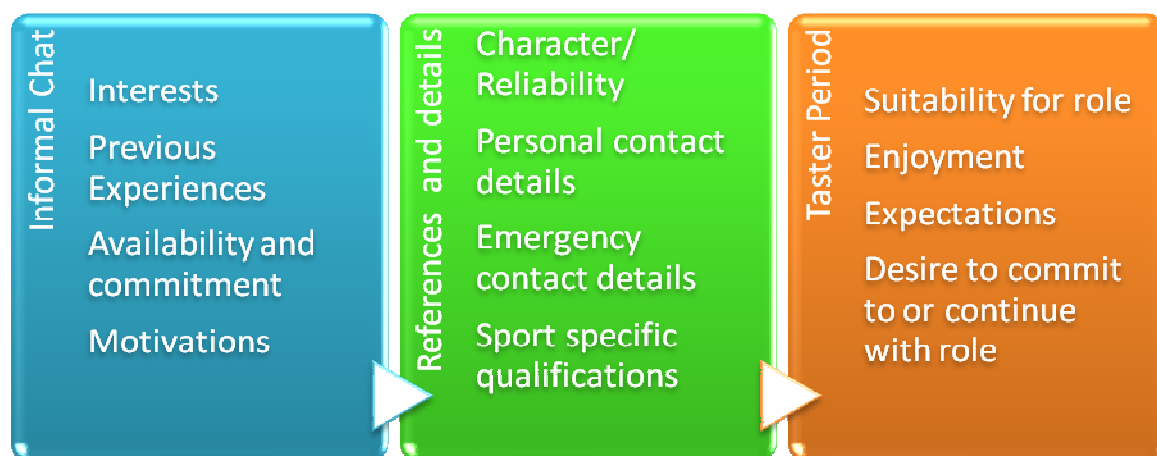 Informal Chat
Interests
Previous
Experiences
Availability and
commitment
Motivations
References and details
Character/
Reliability
Personal contact
details
Emergency
contact details
Sport specific
qualifications
Taster Period
Suitability for role
Enjoyment
Expectations
Desire to commit
to or continue
with role